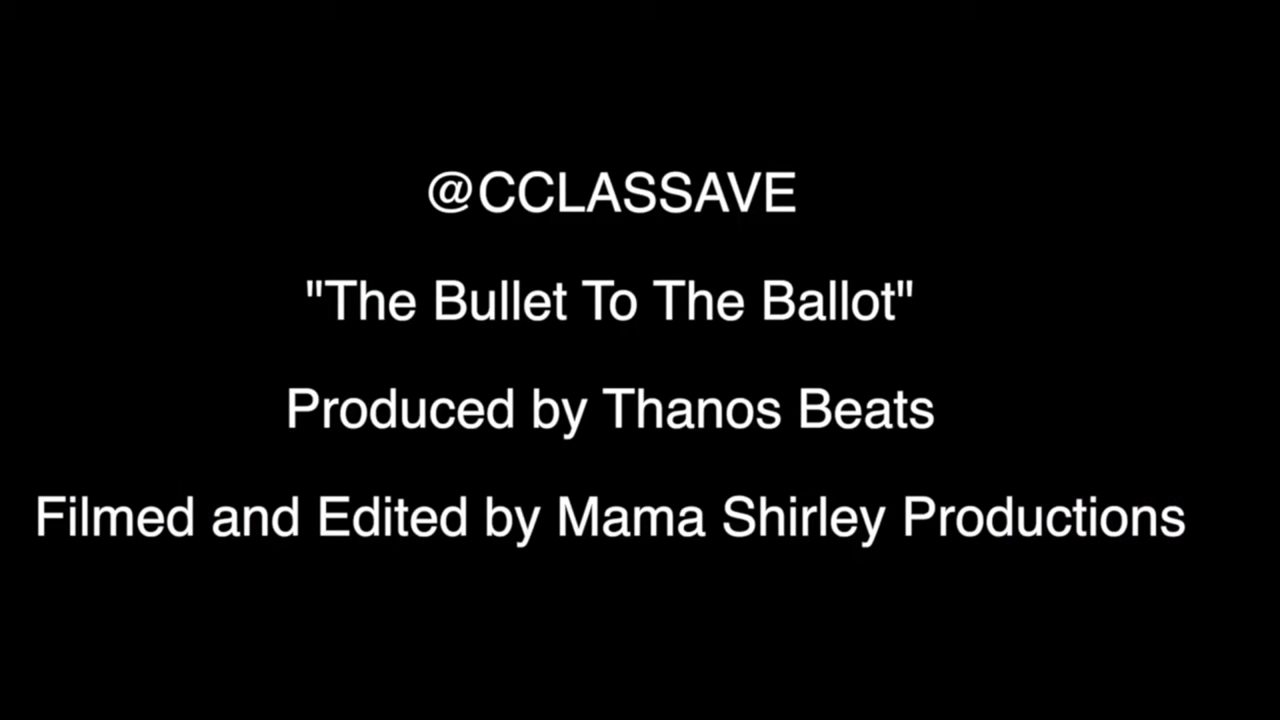 @CCLASSAVE
"The Bullet To The Ballot"
Produced by Thanos Beats
Filmed and Edited by Mama Shirley Productions